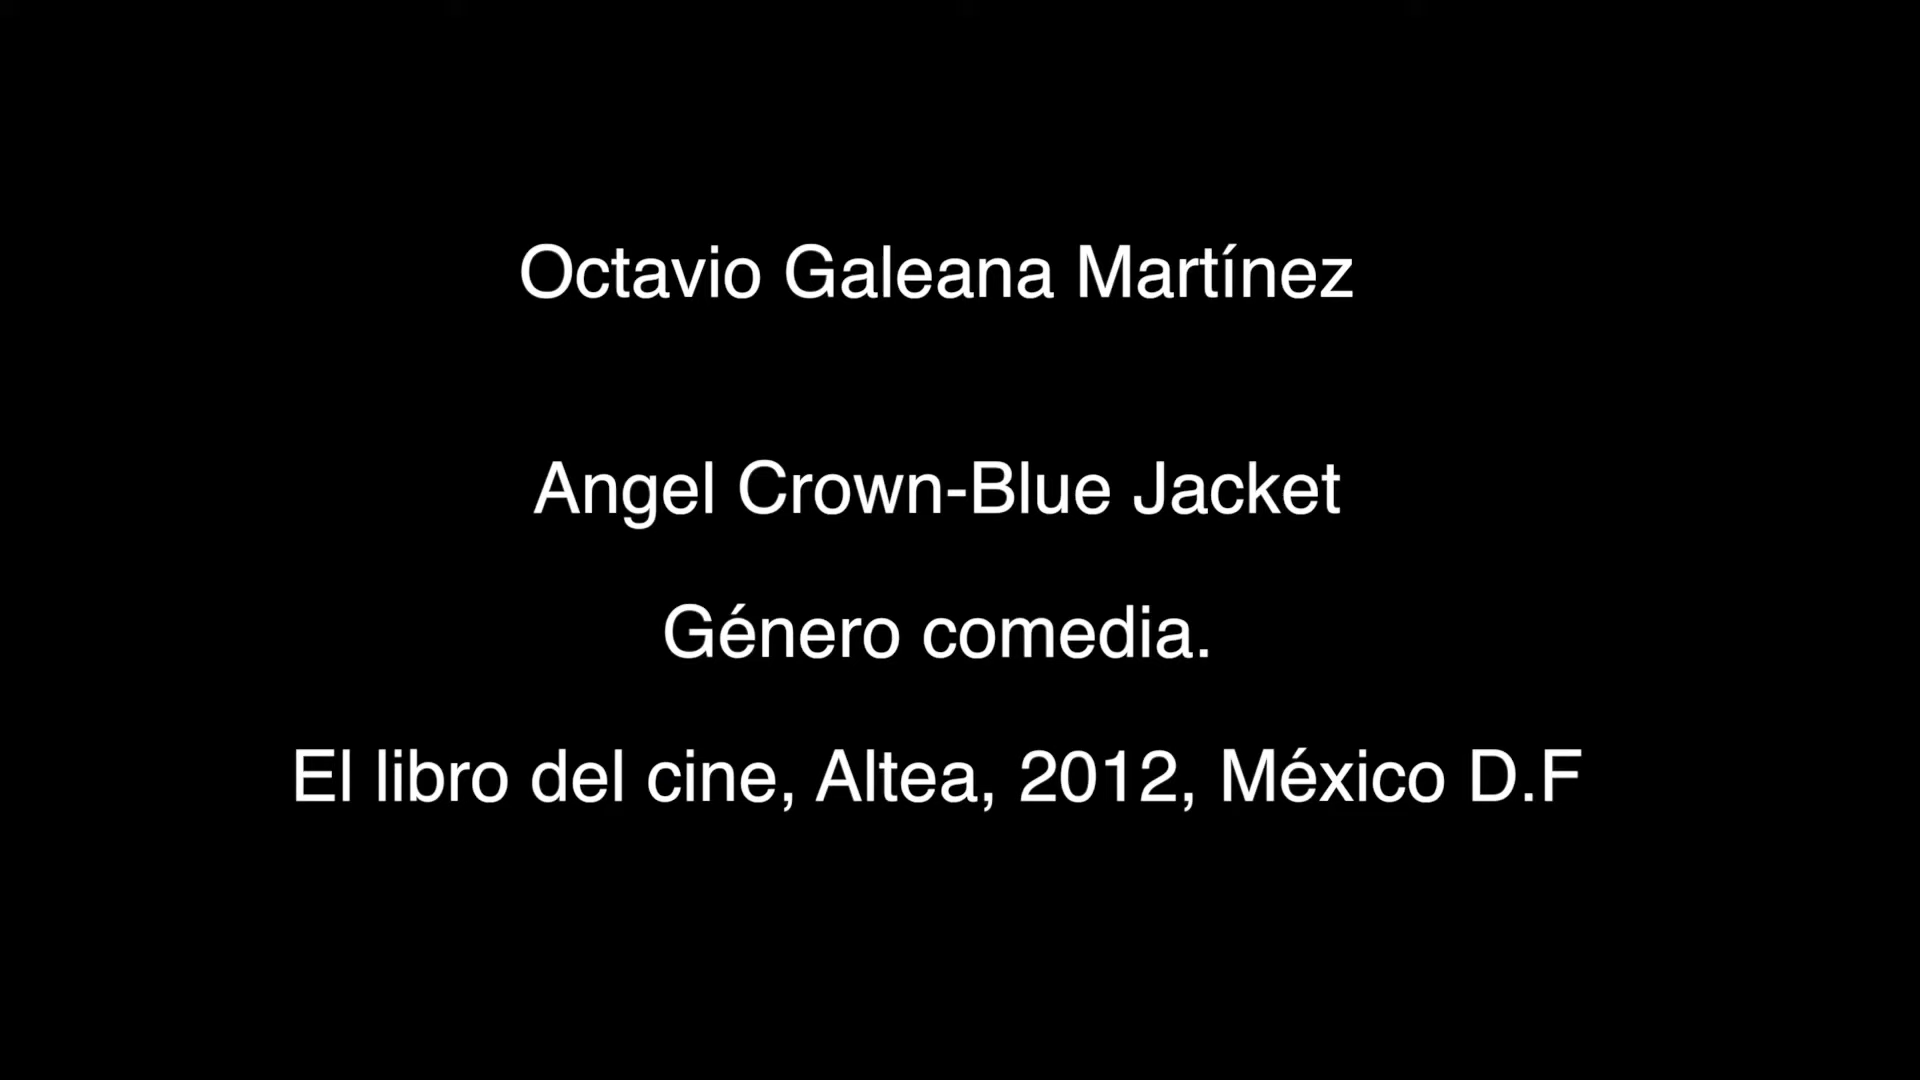 Octavio Galeana Martínez
Angel Crown-Blue Jacket
Género comedia.
El libro del cine, Altea, 2012, México D.F